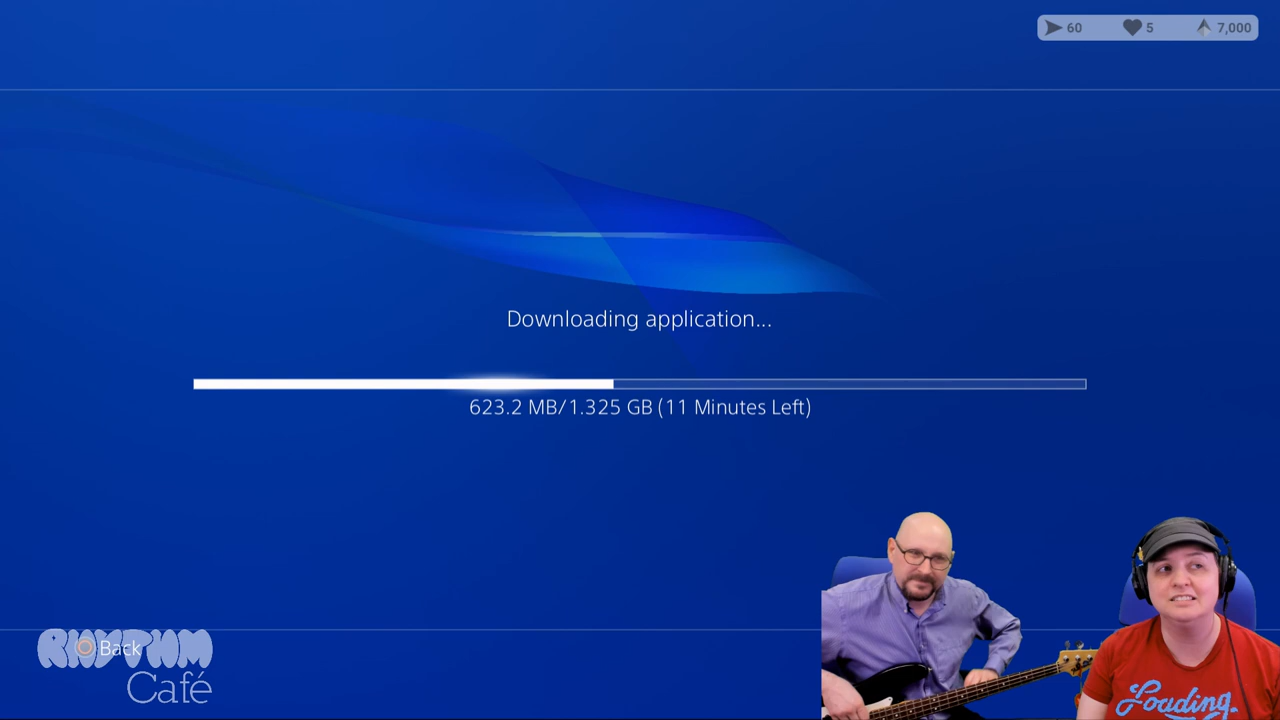 60 5 7,000
Downloading application...
623.2 MB/1.325 GB (11 Minutes Left)
Back
RHYTHM
Café
Loading.